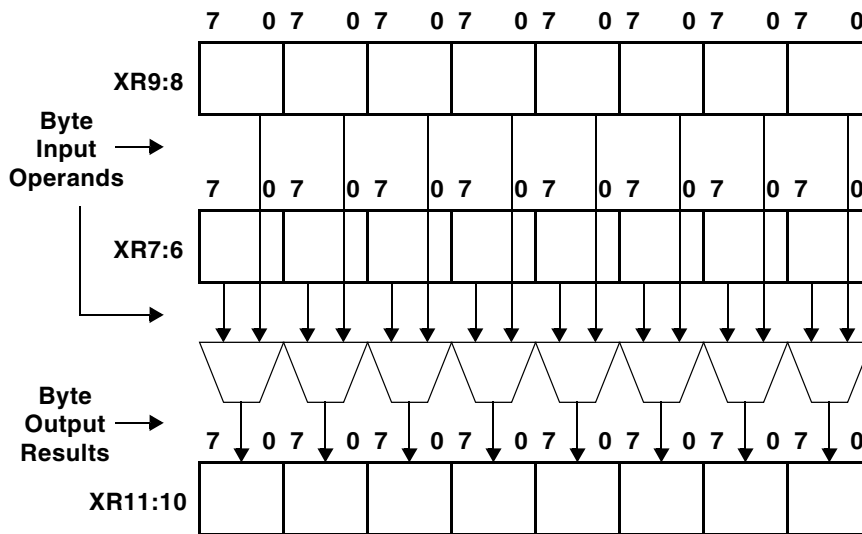 7 0 7 0 7 0 7 0 7 0 7 0 7 0 7 0
XR9:8
Byte
Input
Operands
7 0 7 0 7 0 7 0 7 0 7 0 7 0 7 0
XR7:6
Byte
Output
Results
7 0 7 0 7 0 7 0 7 0 7 0 7 0 7 0
XR11:10